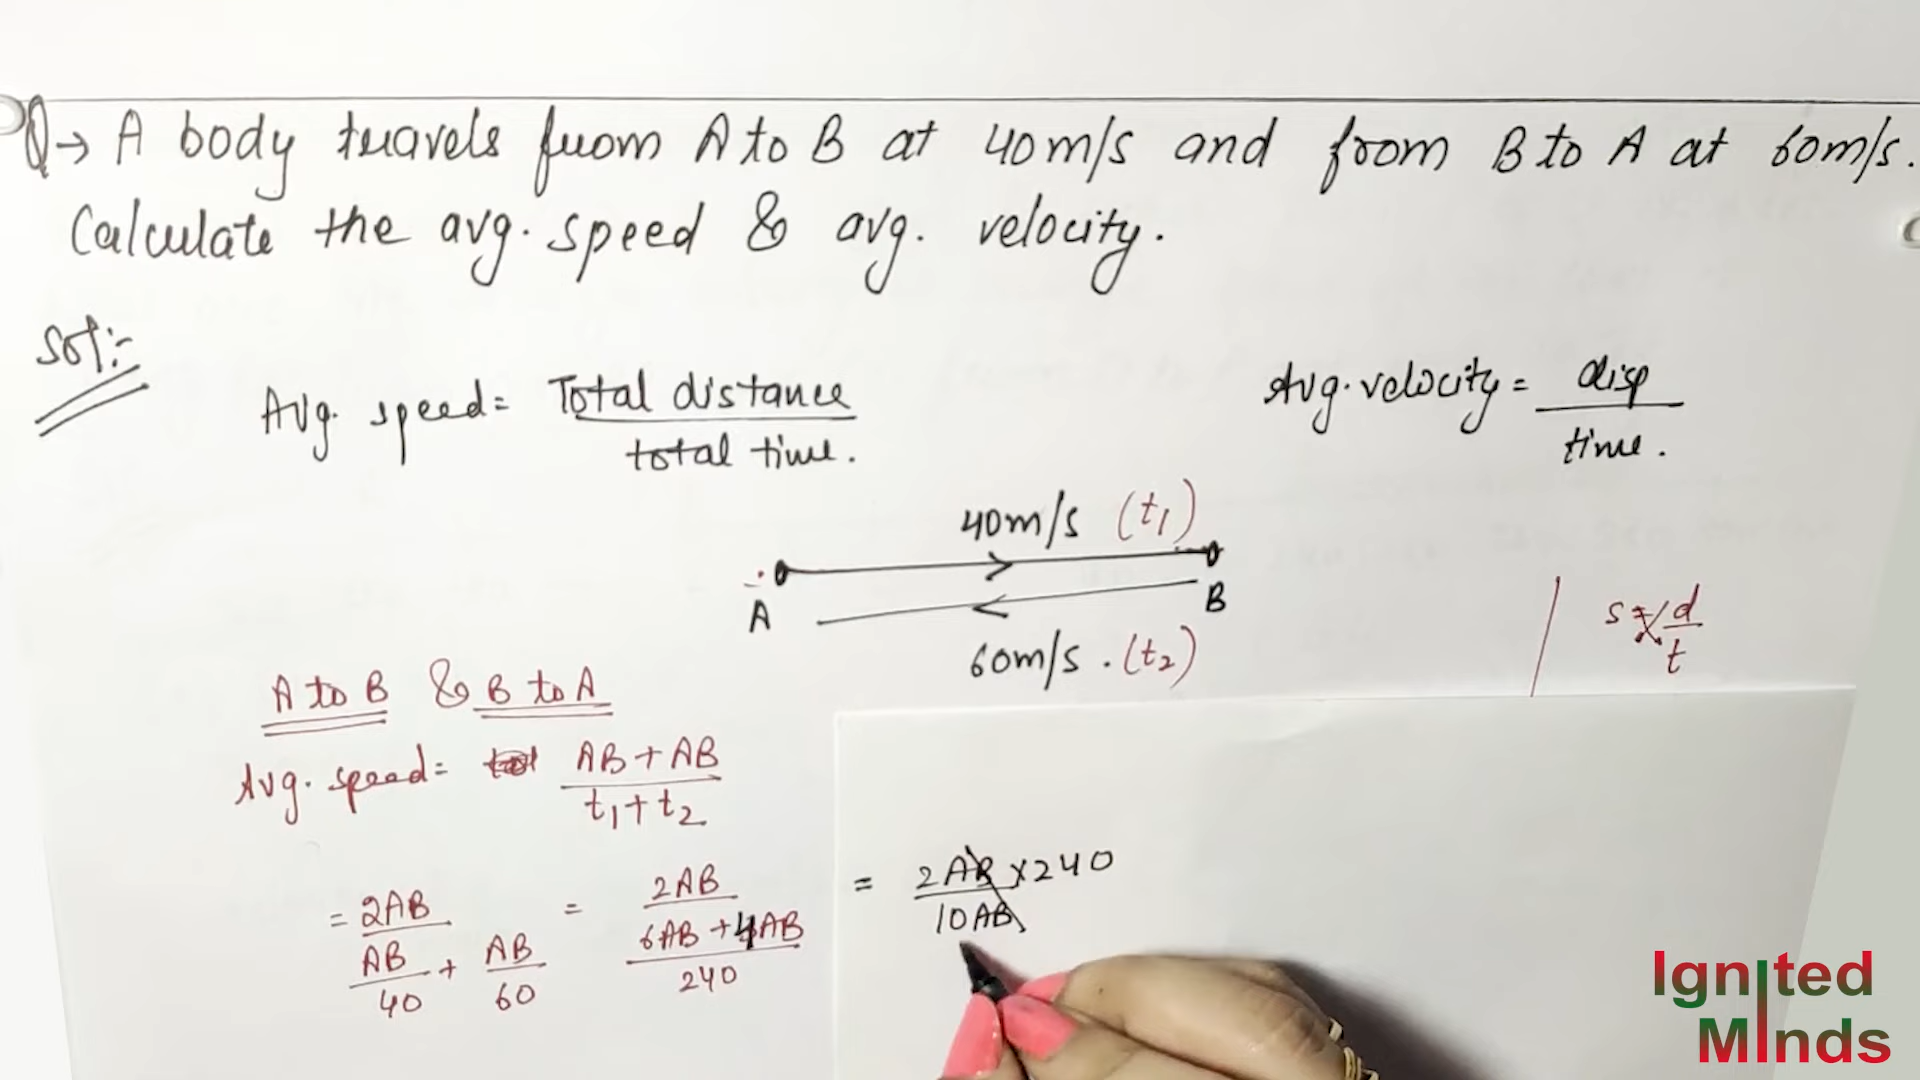 Q→ A body travels from A to B at 40m/s and from B to A at 60m/s.
Calculate the avg. speed & avg. velocity.
Sol:-
Avg. speed = Total distance / total time.
Avg. velocity = disp / time.
40m/s (t1)
A B
60m/s. (t2)
s = d / t
A to B & B to A
Avg. speed = AB + AB / t1 + t2
= 2AB / AB/40 + AB/60 = 2AB / 6AB + 4AB / 240 = 2AB x 240 / 10AB
Ignited
Minds